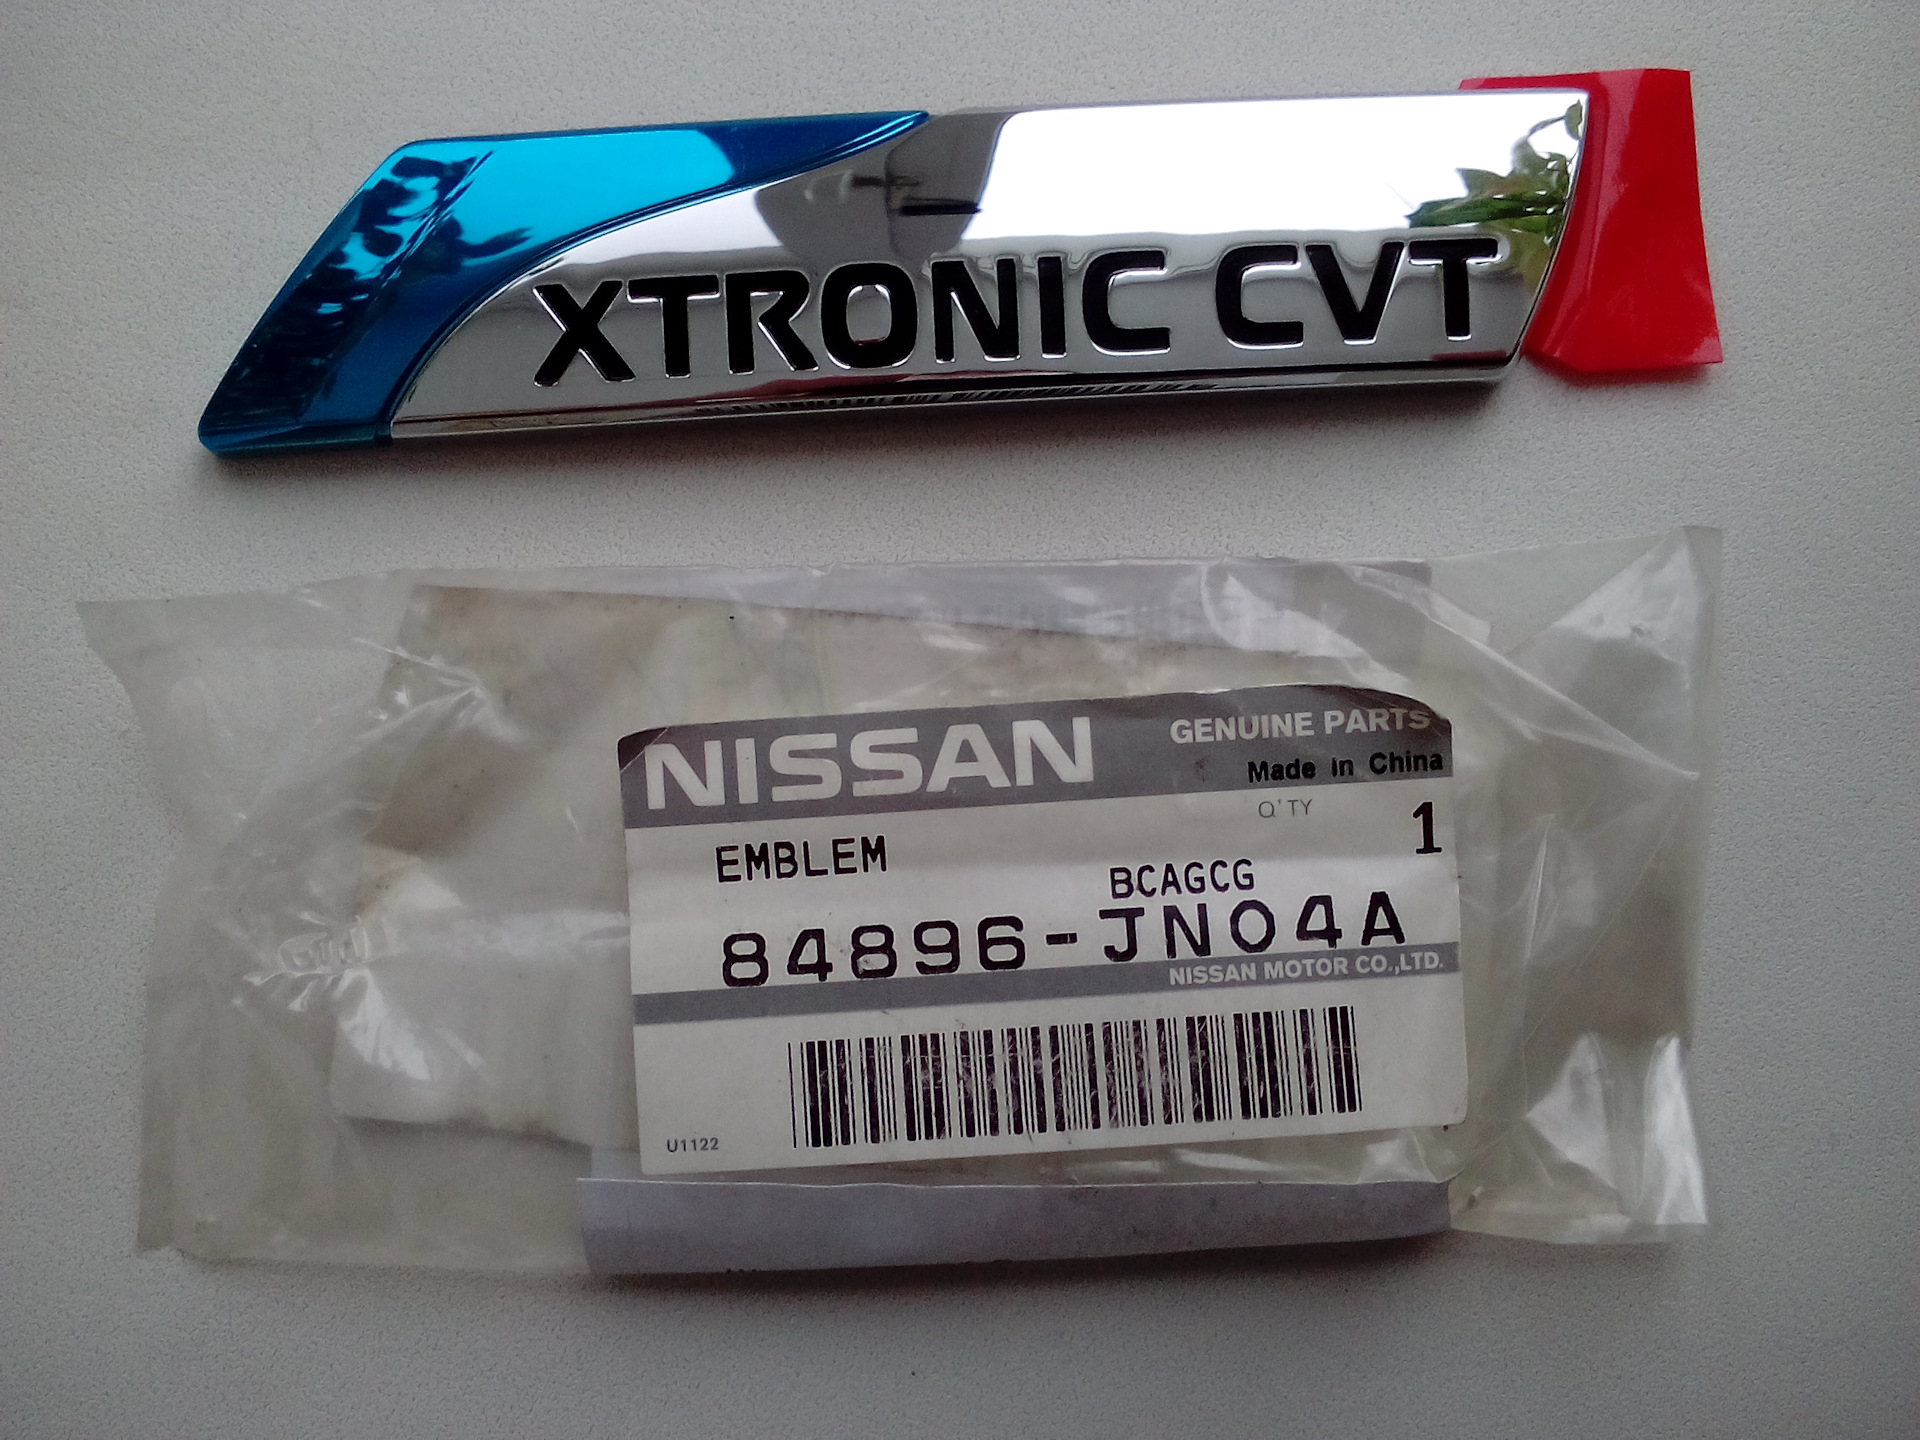 XTRONIC CVT
NISSAN GENUINE PARTS
Made in China
Q'TY 1
EMBLEM
BCAGCG
84896-JN04A
NISSAN MOTOR CO.,LTD.
U1122